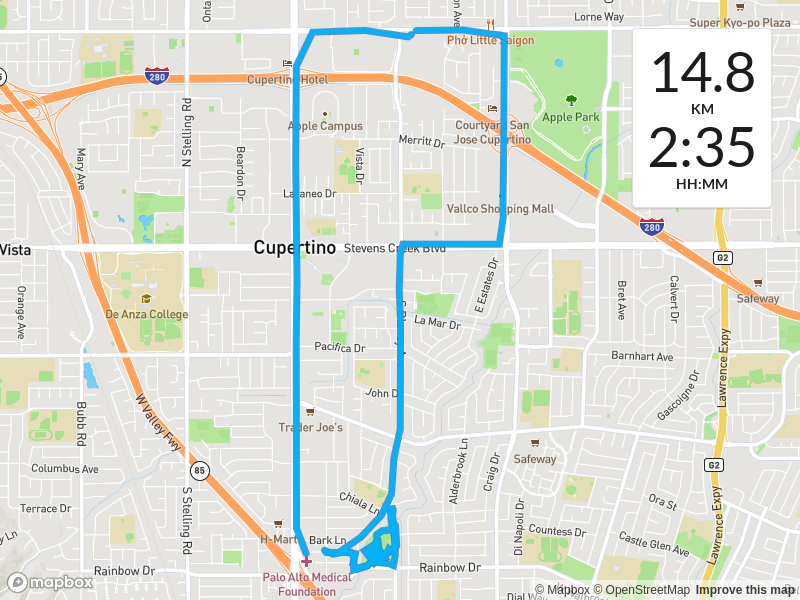 Ontario
Lorne Way
Super Kyo-po Plaza
Phở Little Saigon
14.8
KM
2:35
HH:MM
280
Cupertino Hotel
N Stelling Rd
Apple Campus
Courtyard San
Jose Cupertino
Apple Park
Merritt Dr
Mary Ave
Beardon Dr
Vista Dr
Lazaneo Dr
Vallco Shopping Mall
280
Vista
Cupertino
Stevens Creek Blvd
G2
E Estates Dr
Orange Ave
De Anza College
Bret Ave
Calvert Dr
Safeway
La Mar Dr
Pacifica Dr
Barnhart Ave
Lawrence Expy
John D
W Valley Fwy
Gascoigne Dr
Bubb Rd
Trader Joe's
Columbus Ave
85
Safeway
Alderbrook Ln
Craig Dr
G2
Terrace Dr
S Stelling Rd
Chiala Ln
Di Napoli Dr
Ora St
Lawrence Expy
H-Mart
Bark Ln
Countess Dr
Castle Glen Ave
Rainbow Dr
Palo Alto Medical
Foundation
mapbox
© Mapbox © OpenStreetMap Improve this map